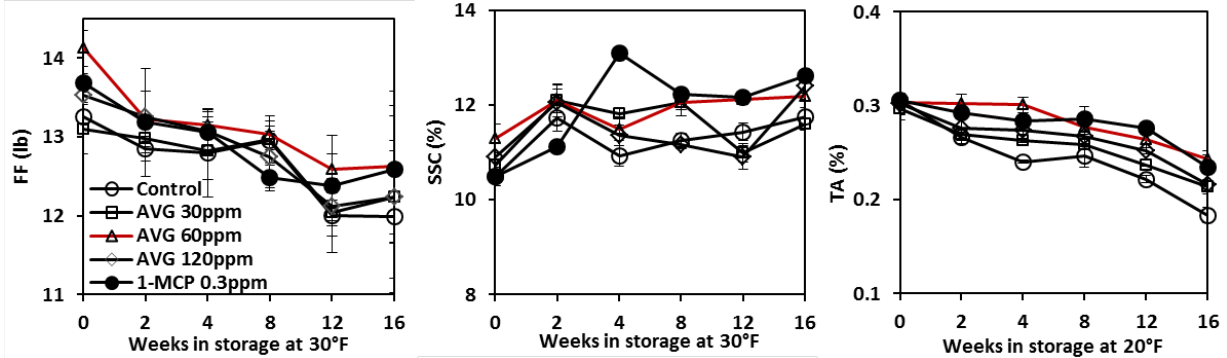 FF (lb)
14
13
12
11
Control
AVG 30ppm
AVG 60ppm
AVG 120ppm
1-MCP 0.3ppm
0 2 4 8 12 16
Weeks in storage at 30°F
SSC (%)
14
12
10
8
0 2 4 8 12 16
Weeks in storage at 30°F
TA (%)
0.4
0.3
0.2
0.1
0 2 4 8 12 16
Weeks in storage at 20°F